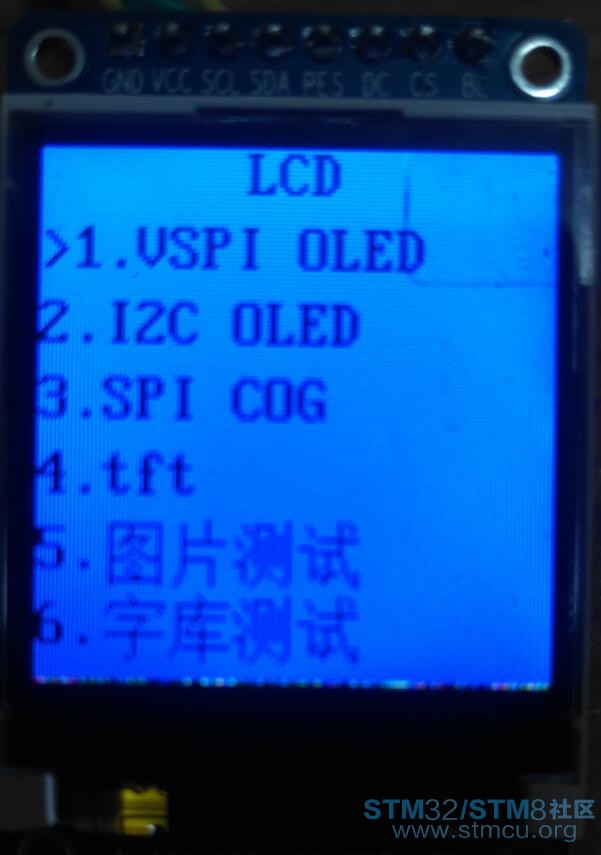 GND VCC SCL SDA RES DC CS BL
LCD
>1.VSPI OLED
2.I2C OLED
3.SPI COG
4.tft
5.图片测试
6.字库测试
STM32/STM8社区
www.stmcu.org